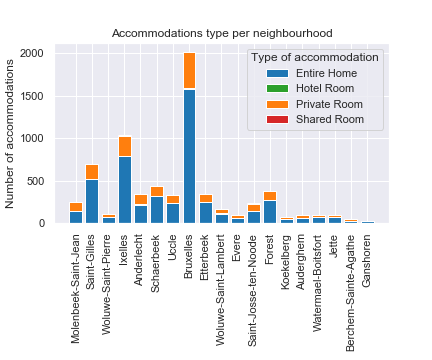 Accommodations type per neighbourhood
Type of accommodation
Entire Home
Hotel Room
Private Room
Shared Room
Number of accommodations
2000
1500
1000
500
0
Molenbeek-Saint-Jean
Saint-Gilles
Woluwe-Saint-Pierre
Ixelles
Anderlecht
Schaerbeek
Uccle
Bruxelles
Etterbeek
Woluwe-Saint-Lambert
Evere
Saint-Josse-ten-Noode
Forest
Koekelberg
Auderghem
Watermael-Boitsfort
Jette
Berchem-Sainte-Agathe
Ganshoren